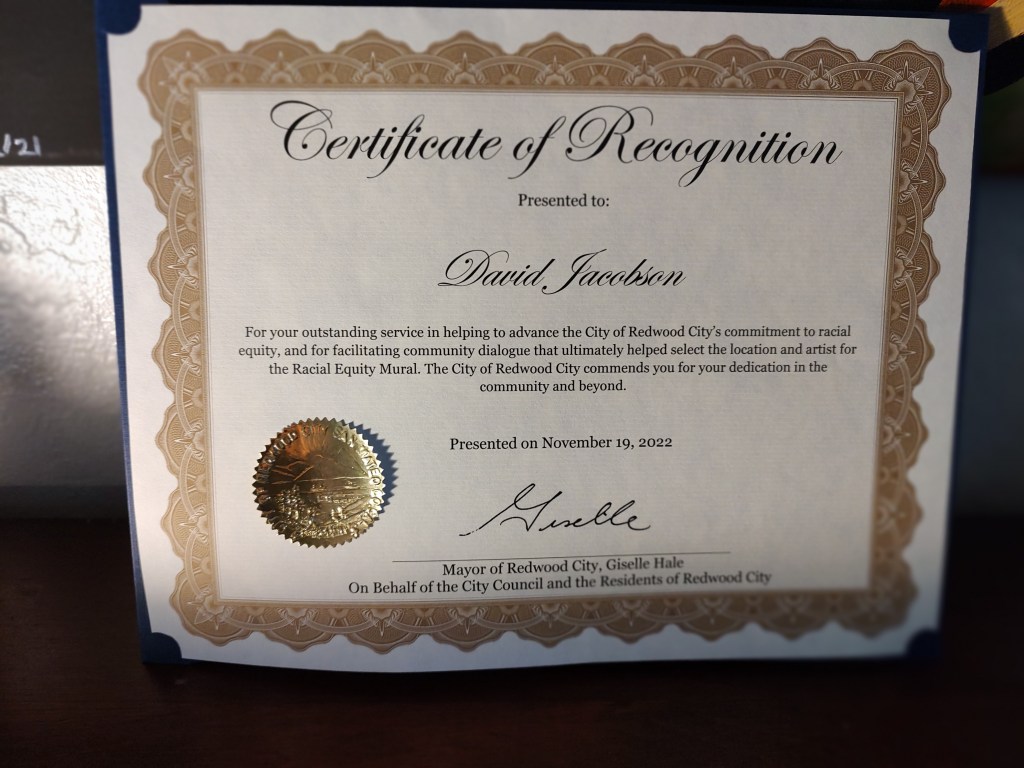 /21
Certificate of Recognition
Presented to:
David Jacobson
For your outstanding service in helping to advance the City of Redwood City's commitment to racial
equity, and for facilitating community dialogue that ultimately helped select the location and artist for
the Racial Equity Mural. The City of Redwood City commends you for your dedication in the
community and beyond.
Presented on November 19, 2022
Giselle
Mayor of Redwood City, Giselle Hale
On Behalf of the City Council and the Residents of Redwood City